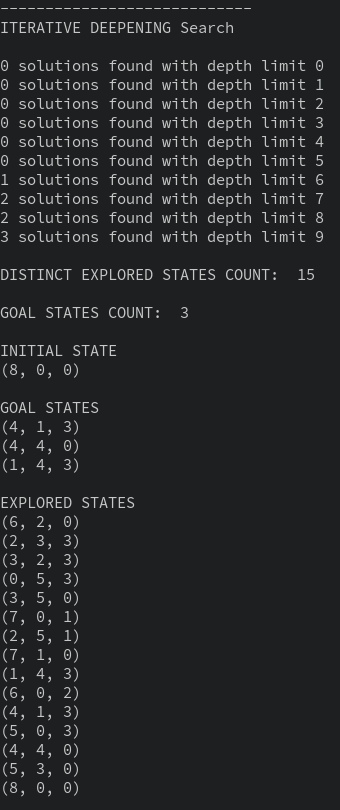 ----------------------------
ITERATIVE DEEPENING Search
0 solutions found with depth limit 0
0 solutions found with depth limit 1
0 solutions found with depth limit 2
0 solutions found with depth limit 3
0 solutions found with depth limit 4
0 solutions found with depth limit 5
1 solutions found with depth limit 6
2 solutions found with depth limit 7
2 solutions found with depth limit 8
3 solutions found with depth limit 9
DISTINCT EXPLORED STATES COUNT:  15
GOAL STATES COUNT:  3
INITIAL STATE
(8, 0, 0)
GOAL STATES
(4, 1, 3)
(4, 4, 0)
(1, 4, 3)
EXPLORED STATES
(6, 2, 0)
(2, 3, 3)
(3, 2, 3)
(0, 5, 3)
(3, 5, 0)
(7, 0, 1)
(2, 5, 1)
(7, 1, 0)
(1, 4, 3)
(6, 0, 2)
(4, 1, 3)
(5, 0, 3)
(4, 4, 0)
(5, 3, 0)
(8, 0, 0)